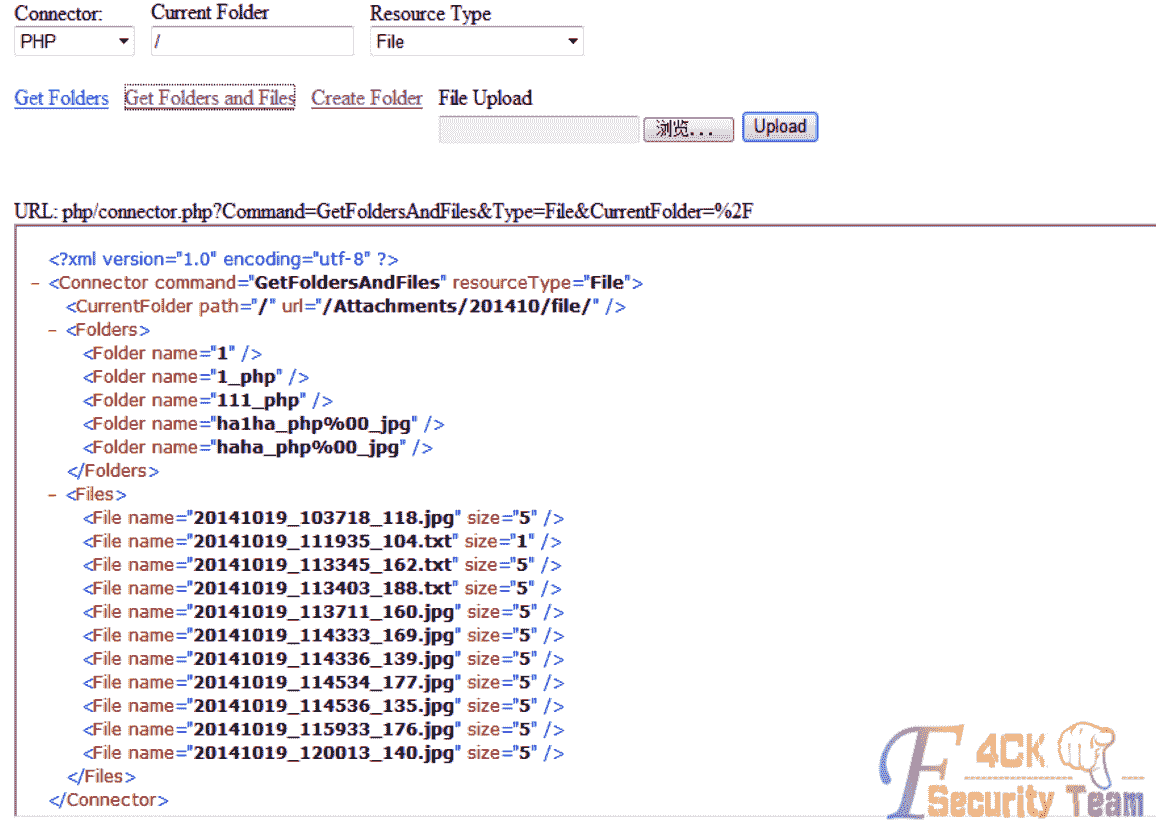 Connector: Current Folder Resource Type
PHP / File
Get Folders Get Folders and Files Create Folder File Upload
浏览... Upload
URL: php/connector.php?Command=GetFoldersAndFiles&Type=File&CurrentFolder=%2F
<?xml version="1.0" encoding="utf-8" ?>
- <Connector command="GetFoldersAndFiles" resourceType="File">
<CurrentFolder path="/" url="/Attachments/201410/file/" />
- <Folders>
<Folder name="1" />
<Folder name="1_php" />
<Folder name="111_php" />
<Folder name="ha1ha_php%00_jpg" />
<Folder name="haha_php%00_jpg" />
</Folders>
- <Files>
<File name="20141019_103718_118.jpg" size="5" />
<File name="20141019_111935_104.txt" size="1" />
<File name="20141019_113345_162.txt" size="5" />
<File name="20141019_113403_188.txt" size="5" />
<File name="20141019_113711_160.jpg" size="5" />
<File name="20141019_114333_169.jpg" size="5" />
<File name="20141019_114336_139.jpg" size="5" />
<File name="20141019_114534_177.jpg" size="5" />
<File name="20141019_114536_135.jpg" size="5" />
<File name="20141019_115933_176.jpg" size="5" />
<File name="20141019_120013_140.jpg" size="5" />
</Files>
</Connector>
F4CK
Security Team